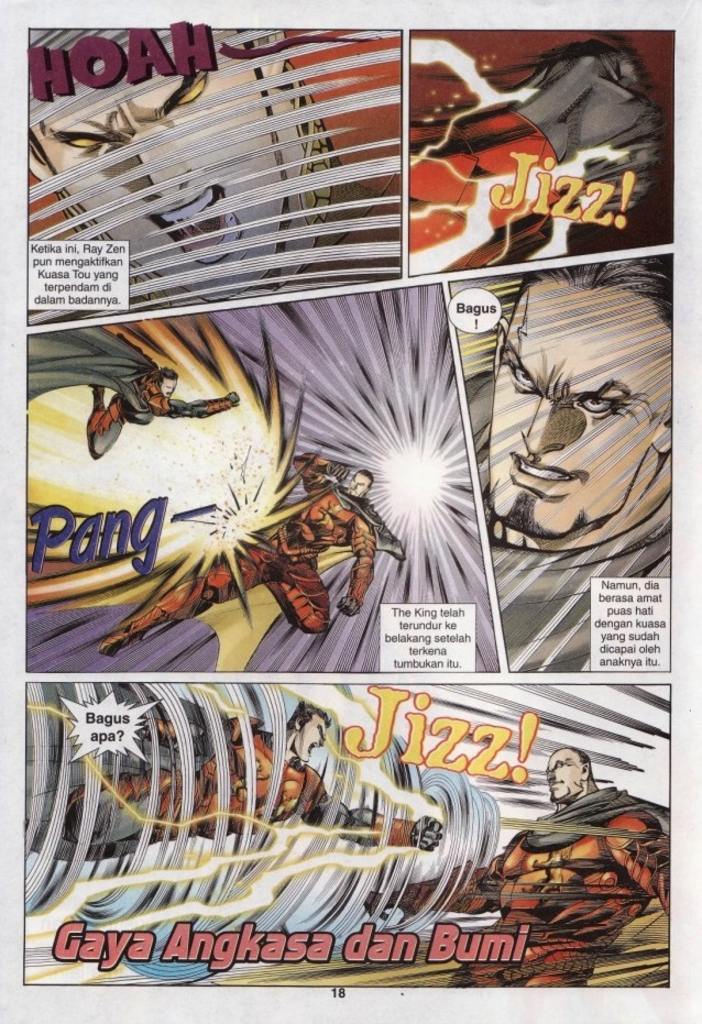 HOAH
Ketika ini, Ray Zen
pun mengaktifkan
Kuasa Tou yang
terpendam di
dalam badannya.
Jizz!
Pang
The King telah
terundur ke
belakang setelah
terkena
tumbukan itu.
Bagus
!
Namun, dia
berasa amat
puas hati
dengan kuasa
yang sudah
dicapai oleh
anaknya itu.
Bagus
apa?
Jizz!
Gaya Angkasa dan Bumi
18